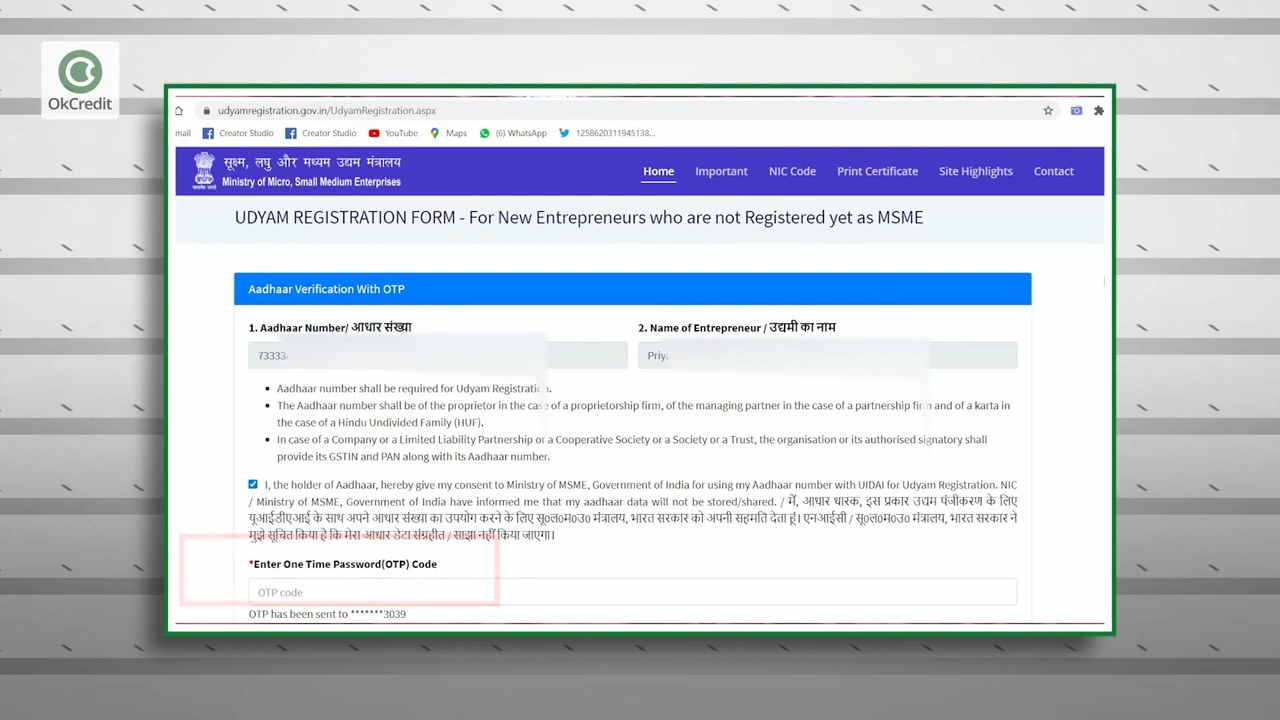 OkCredit
udyamregistration.gov.in/UdyamRegistration.aspx
mail Creator Studio Creator Studio YouTube Maps (6) WhatsApp 1258620311945138...
सूक्ष्म, लघु और मध्यम उद्यम मंत्रालय
Ministry of Micro, Small Medium Enterprises
Home Important NIC Code Print Certificate Site Highlights Contact
UDYAM REGISTRATION FORM - For New Entrepreneurs who are not Registered yet as MSME
Aadhaar Verification With OTP
1. Aadhaar Number/ आधार संख्या
2. Name of Entrepreneur / उद्यमी का नाम
73333
Priy
• Aadhaar number shall be required for Udyam Registration.
• The Aadhaar number shall be of the proprietor in the case of a proprietorship firm, of the managing partner in the case of a partnership firm and of a karta in
the case of a Hindu Undivided Family (HUF).
• In case of a Company or a Limited Liability Partnership or a Cooperative Society or a Society or a Trust, the organisation or its authorised signatory shall
provide its GSTIN and PAN along with its Aadhaar number.
I, the holder of Aadhaar, hereby give my consent to Ministry of MSME, Government of India for using my Aadhaar number with UIDAI for Udyam Registration. NIC
/ Ministry of MSME, Government of India have informed me that my aadhaar data will not be stored/shared. / मैं, आधार धारक, इस प्रकार उद्यम पंजीकरण के लिए
यूआईडीएआई के साथ अपने आधार संख्या का उपयोग करने के लिए सू0ल0म0उ0 मंत्रालय, भारत सरकार को अपनी सहमति देता हूं। एनआईसी / सू0ल0म0उ0 मंत्रालय, भारत सरकार ने
मुझे सूचित किया है कि मेरा आधार डेटा संग्रहीत / साझा नहीं किया जाएगा।
*Enter One Time Password(OTP) Code
OTP code
OTP has been sent to *******3039